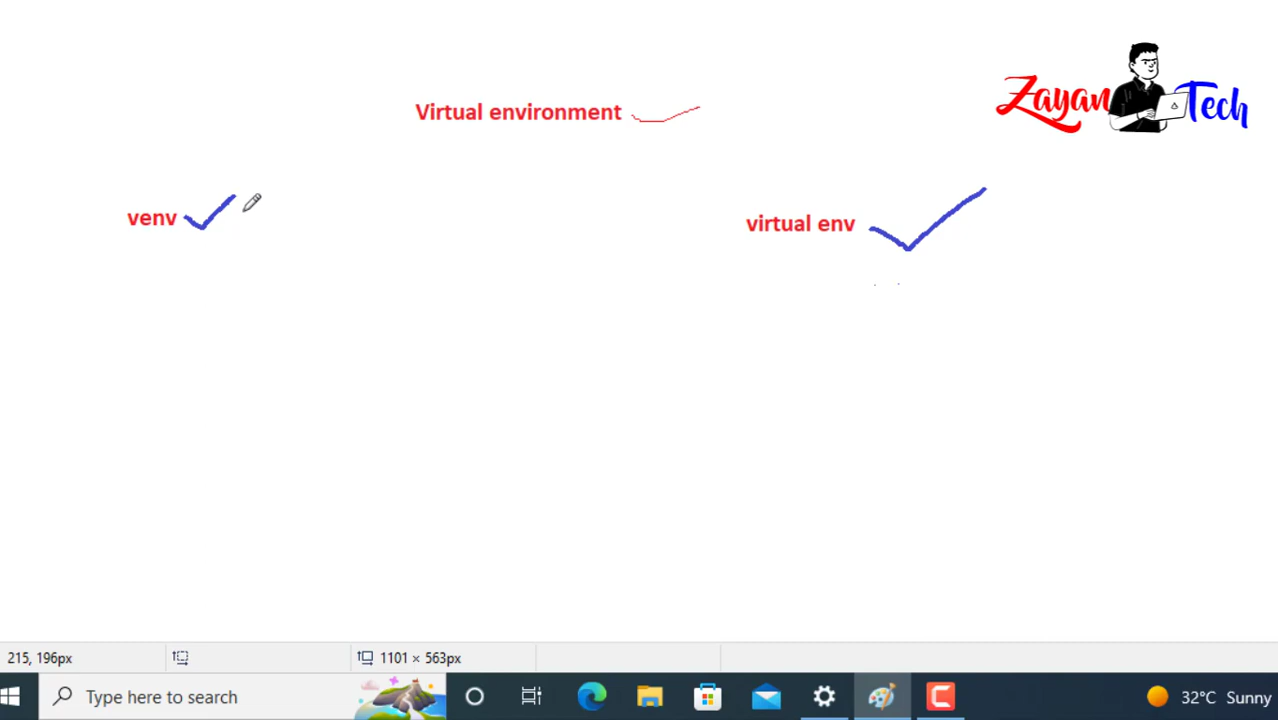 Zayan Tech
Virtual environment
venv
virtual env
215, 196px
1101 × 563px
Type here to search
32°C Sunny